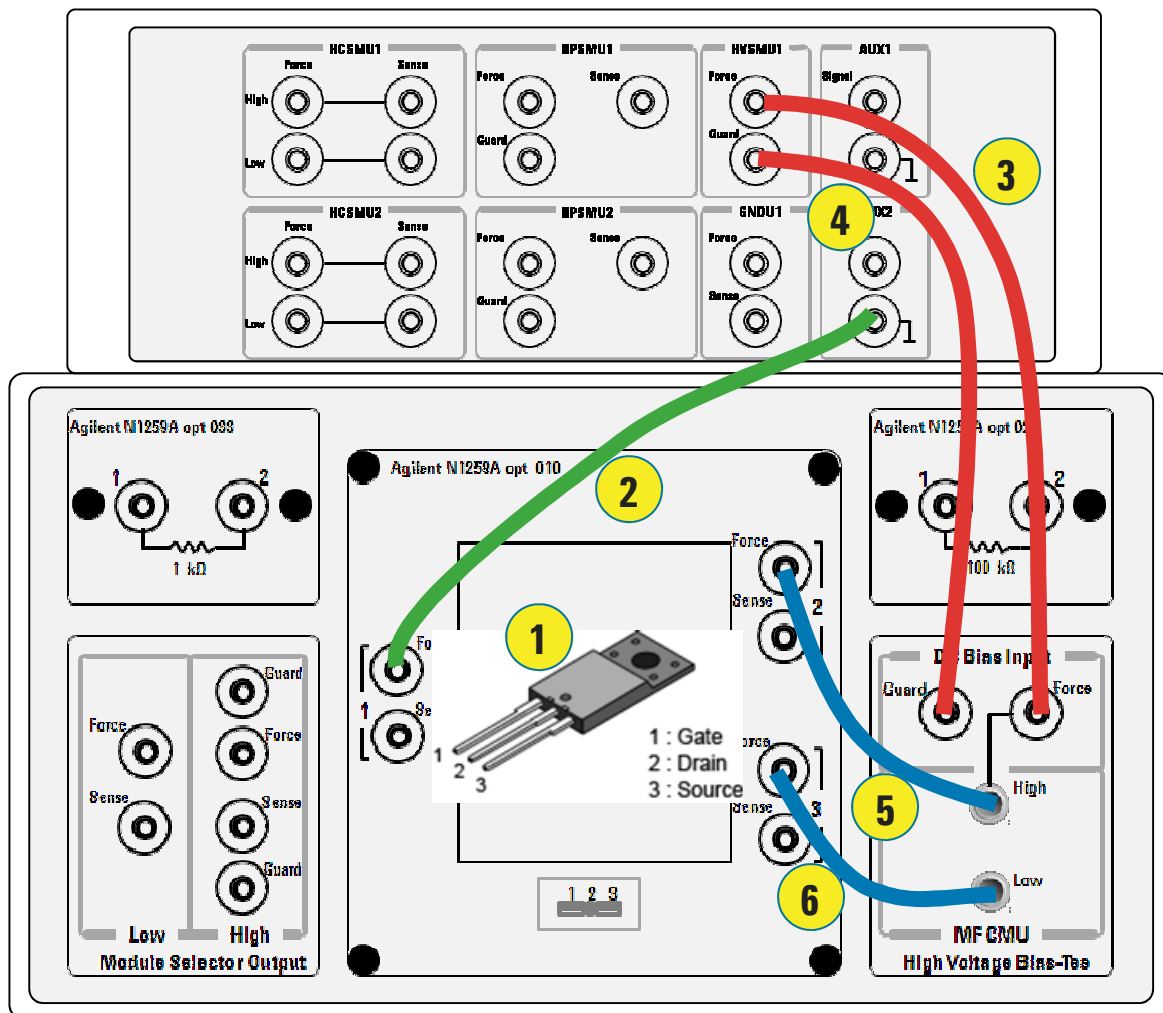 HCSMU1 HPSMU1 HVSMU1 AUX1
Force Sense Force Sense Force Signal
High
Low Guard Guard
3
4
HCSMU2 HPSMU2 GNDU1
Force Sense Force Sense Force
High
Low Guard Sense
Agilent N1259A opt
1 2
1 kΩ
Agilent N1259A opt 010
2
1 2
100 kΩ
Force
Sense
2
1
1
1 2 3
1 : Gate
2 : Drain
3 : Source
Sense
3
1 2 3
Force
Sense
Guard
Force
Sense
Guard
Low High
Module Selector Output
DC Bias Input
Guard Force
5
High
6
Low
MFCMU
High Voltage Bias-Tee